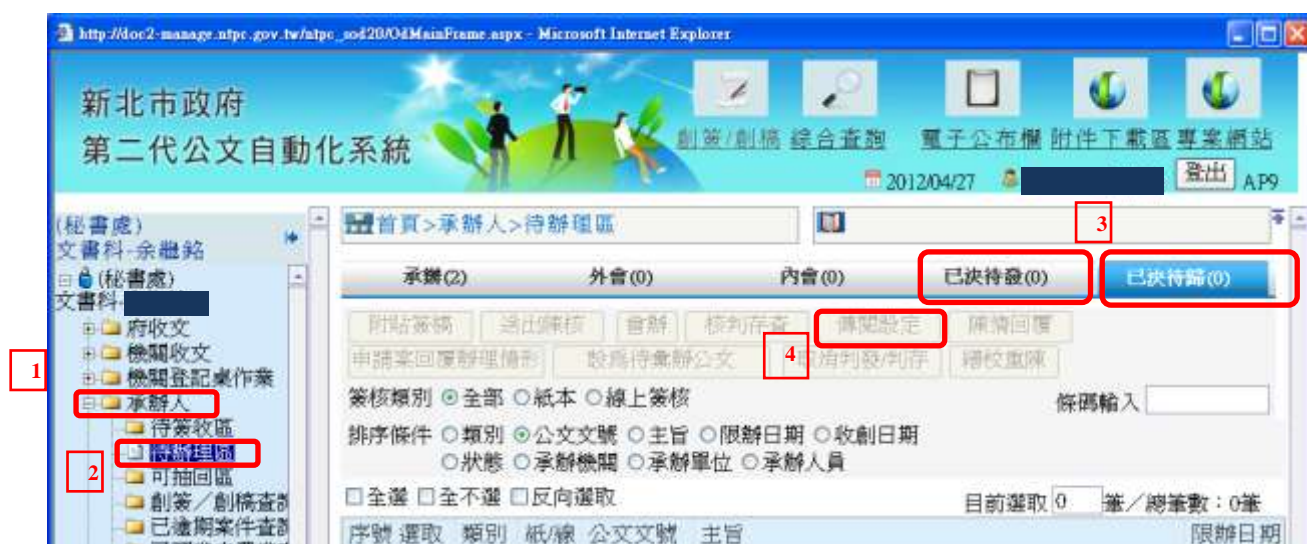 http://doc2-manage.ntpc.gov.tw/ntpc_sod20/OdMainFrame.aspx - Microsoft Internet Explorer
新北市政府
第二代公文自動化系統
創簽/創稿 綜合查詢 電子公布欄 附件下載區 專案網站
2012/04/27 登出 AP9
(秘書處)
文書科-余繼銘
(秘書處)
文書科-
府收文
機關收文
機關登記桌作業
承辦人
待簽收區
待辦理區
可抽回區
創簽／創稿查詢
已逾期案件查詢
1
2
首頁>承辦人>待辦理區
3
承辦(2) 外會(0) 內會(0) 已決待發(0) 已決待歸(0)
附貼簽稿 送出陳核 會辦 核判存查 傳閱設定 陳情回覆
申請案回覆辦理情形 設為待彙辦公文 4 取消判發/判存 繕校重陳
簽核類別 全部 紙本 線上簽核 條碼輸入
排序條件 類別 公文文號 主旨 限辦日期 收創日期
狀態 承辦機關 承辦單位 承辦人員
全選 全不選 反向選取 目前選取 0 筆／總筆數：0筆
序號 選取 類別 紙/線 公文文號 主旨 限辦日期